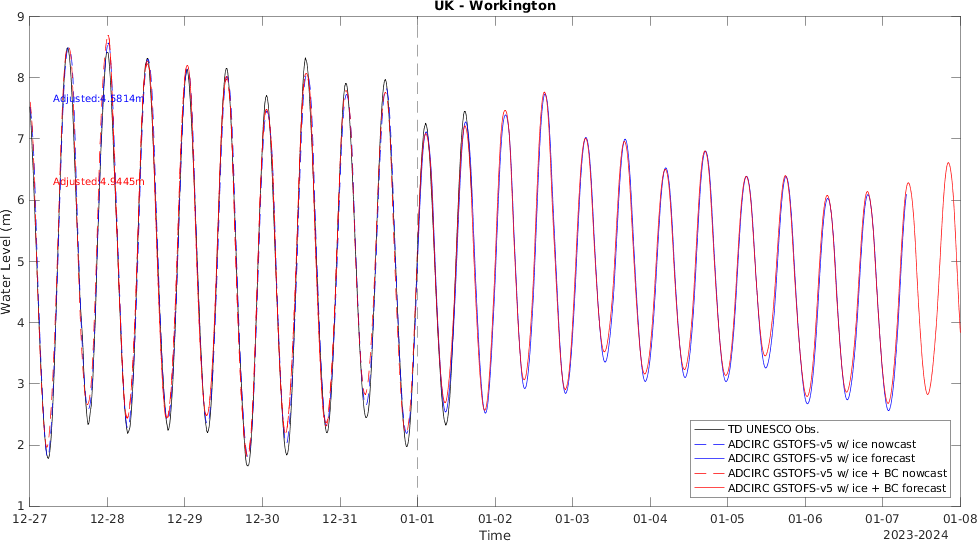 UK - Workington
9
8
7
6
5
4
3
2
1
Water Level (m)
Adjusted:4.5814m
Adjusted:4.9445m
TD UNESCO Obs.
ADCIRC GSTOFS-v5 w/ ice nowcast
ADCIRC GSTOFS-v5 w/ ice forecast
ADCIRC GSTOFS-v5 w/ ice + BC nowcast
ADCIRC GSTOFS-v5 w/ ice + BC forecast
12-27 12-28 12-29 12-30 12-31 01-01 01-02 01-03 01-04 01-05 01-06 01-07 01-08
Time
2023-2024